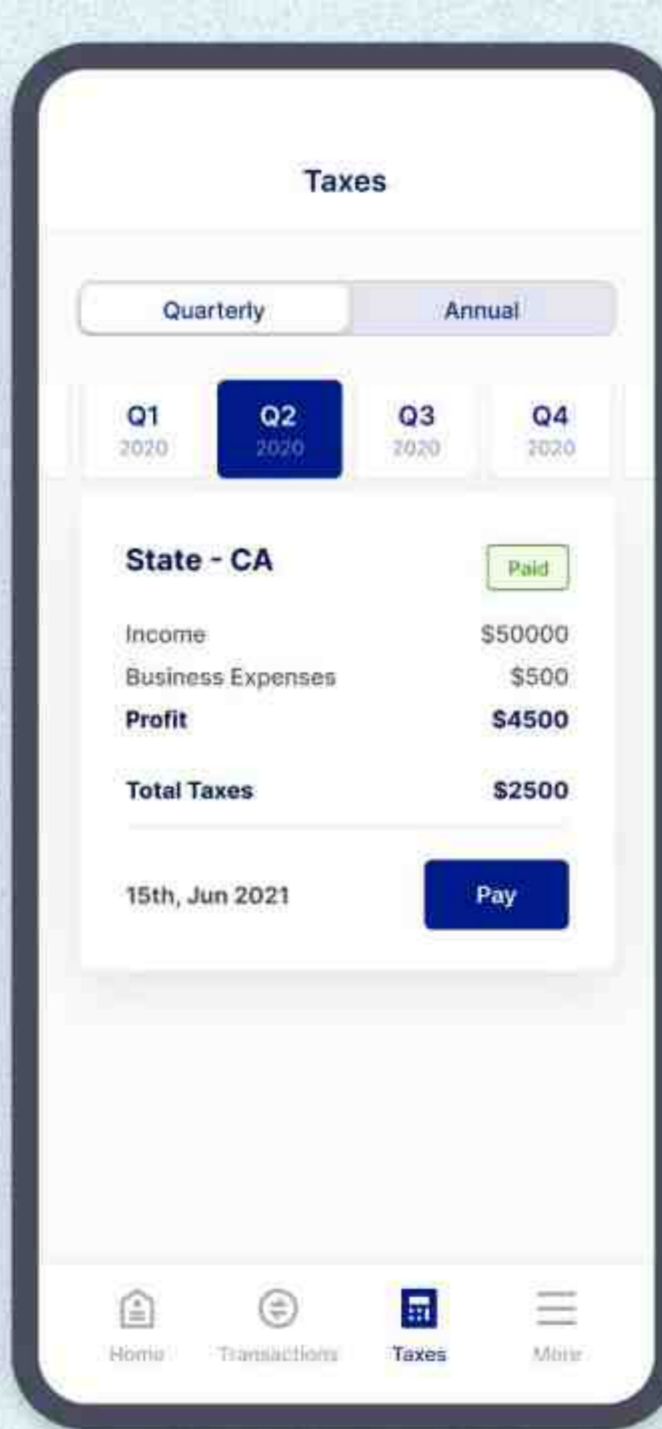 Taxes
Quarterly Annual
Q1 Q2 Q3 Q4
2020 2020 2020 2020
State - CA Paid
Income $50000
Business Expenses $500
Profit $4500
Total Taxes $2500
15th, Jun 2021 Pay
Home Transactions Taxes More